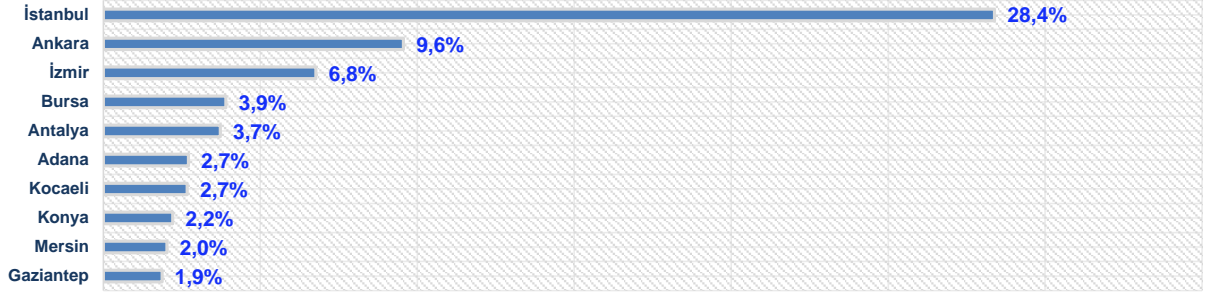 İstanbul 28,4%
Ankara 9,6%
İzmir 6,8%
Bursa 3,9%
Antalya 3,7%
Adana 2,7%
Kocaeli 2,7%
Konya 2,2%
Mersin 2,0%
Gaziantep 1,9%